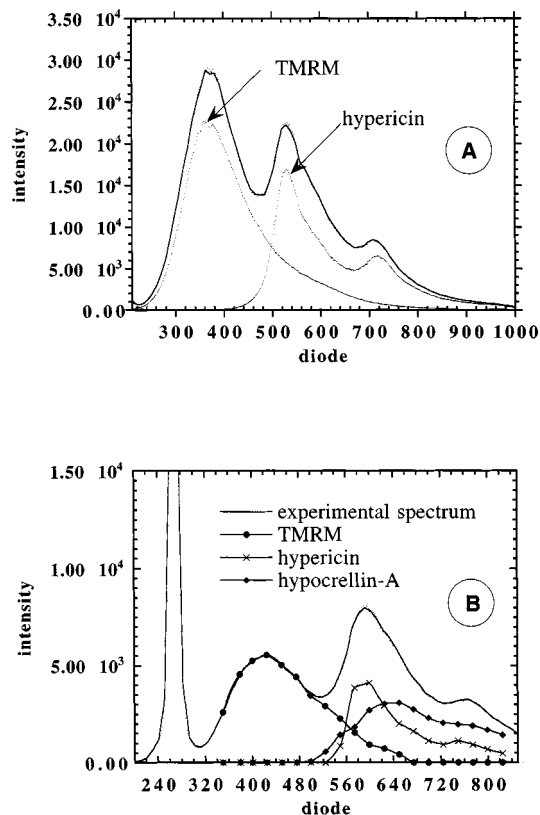 3.50 10⁴
3.00 10⁴
2.50 10⁴
2.00 10⁴
1.50 10⁴
1.00 10⁴
5.00 10³
0.00
intensity
TMRM
hypericin
A
300 400 500 600 700 800 900 1000
diode
1.50 10⁴
1.00 10⁴
5.00 10³
0.00
intensity
experimental spectrum
TMRM
hypericin
hypocrellin-A
B
240 320 400 480 560 640 720 800
diode